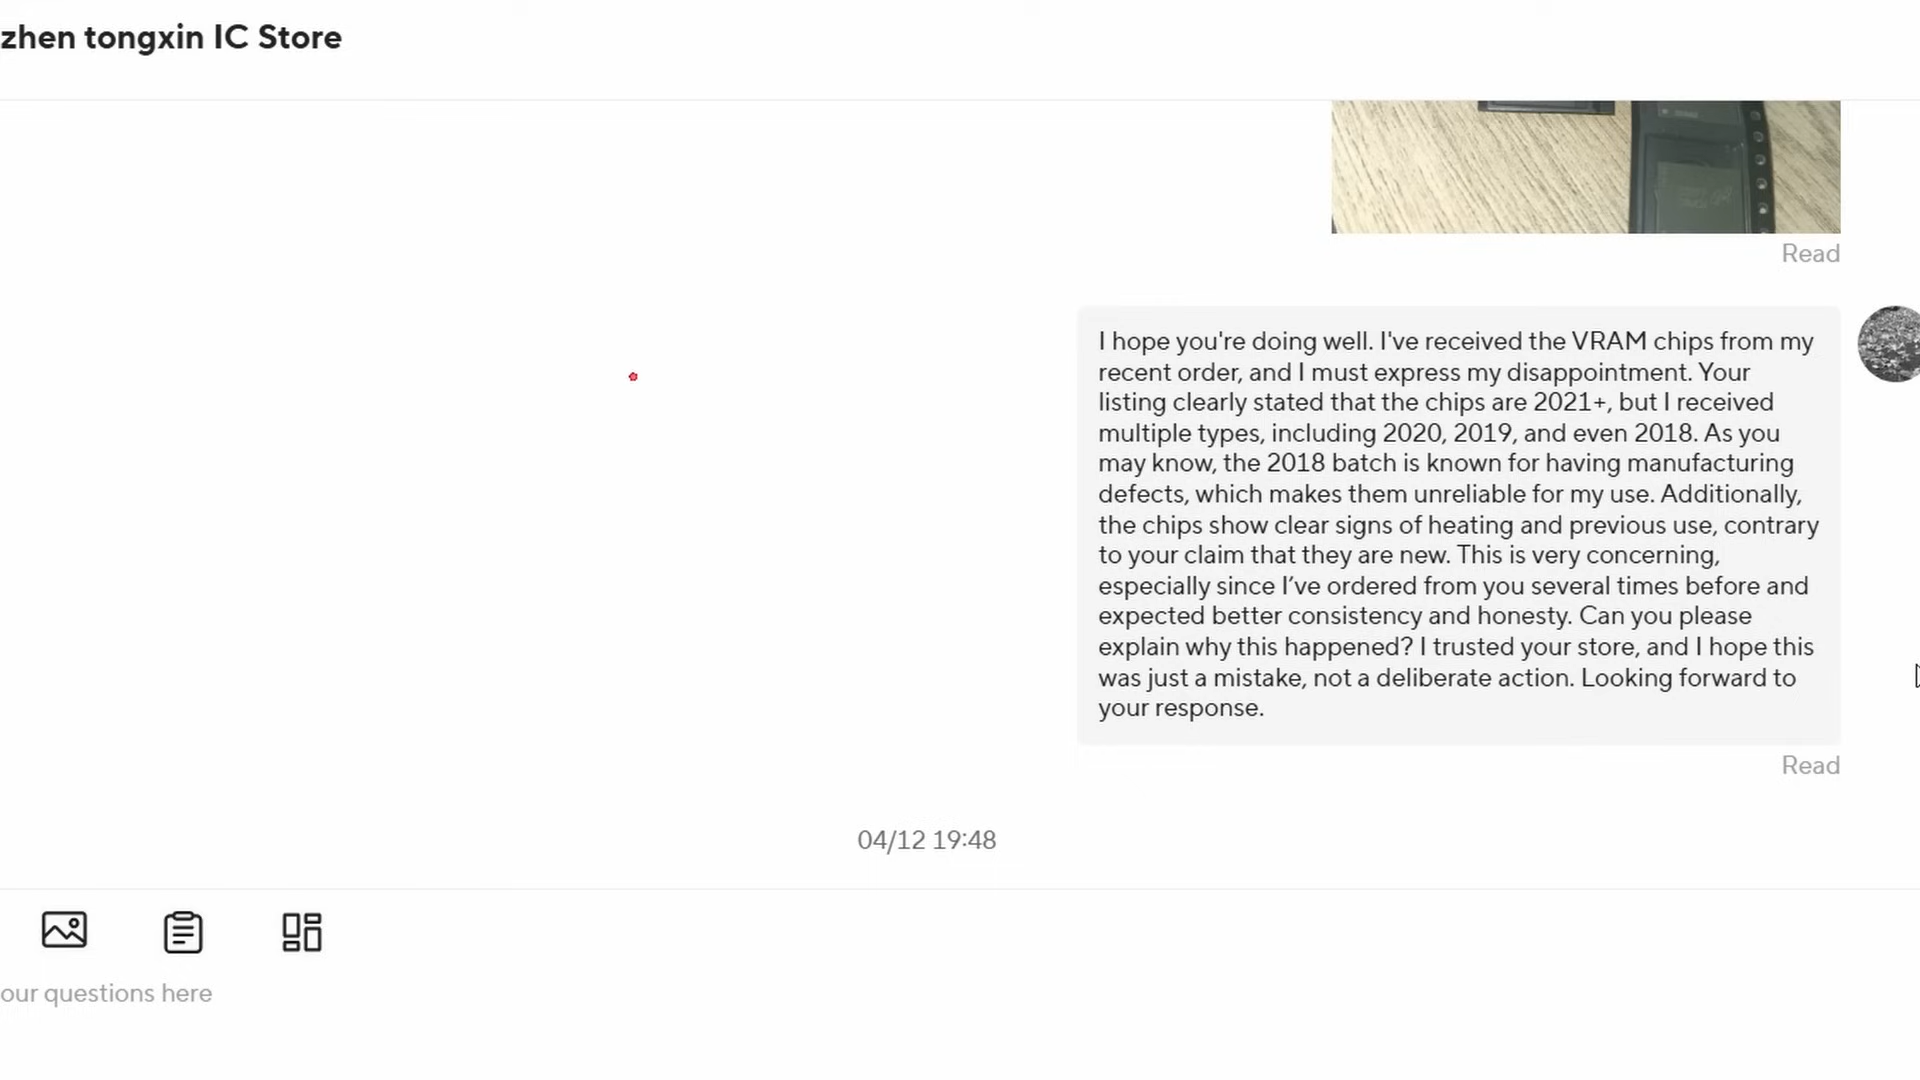 zhen tongxin IC Store
Read
I hope you're doing well. I've received the VRAM chips from my
recent order, and I must express my disappointment. Your
listing clearly stated that the chips are 2021+, but I received
multiple types, including 2020, 2019, and even 2018. As you
may know, the 2018 batch is known for having manufacturing
defects, which makes them unreliable for my use. Additionally,
the chips show clear signs of heating and previous use, contrary
to your claim that they are new. This is very concerning,
especially since I’ve ordered from you several times before and
expected better consistency and honesty. Can you please
explain why this happened? I trusted your store, and I hope this
was just a mistake, not a deliberate action. Looking forward to
your response.
Read
04/12 19:48
our questions here